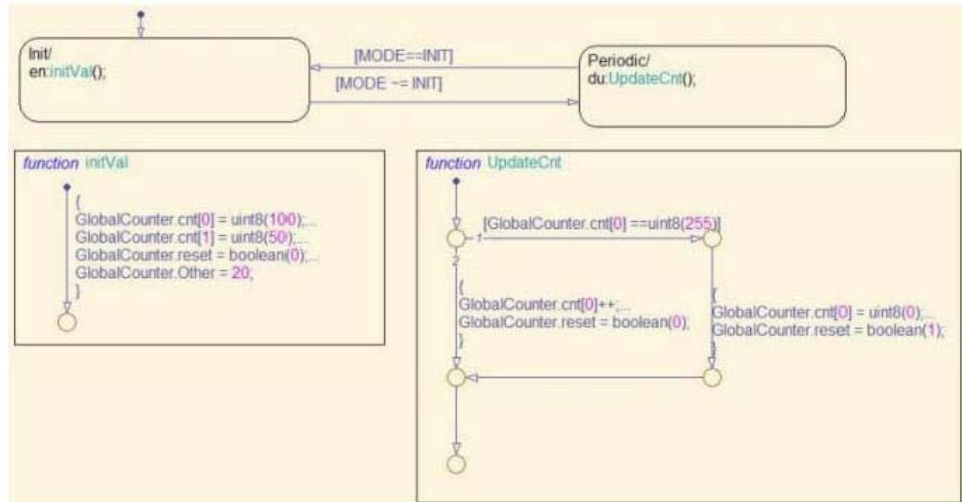 Init/
en:initVal();
[MODE==INIT]
[MODE ~= INIT]
Periodic/
du:UpdateCnt();
function initVal
{
GlobalCounter.cnt[0] = uint8(100);...
GlobalCounter.cnt[1] = uint8(50);...
GlobalCounter.reset = boolean(0);...
GlobalCounter.Other = 20;
}
function UpdateCnt
[GlobalCounter.cnt[0] ==uint8(255)]
1
2
{
GlobalCounter.cnt[0]++;...
GlobalCounter.reset = boolean(0);
}
{
GlobalCounter.cnt[0] = uint8(0);...
GlobalCounter.reset = boolean(1);
}